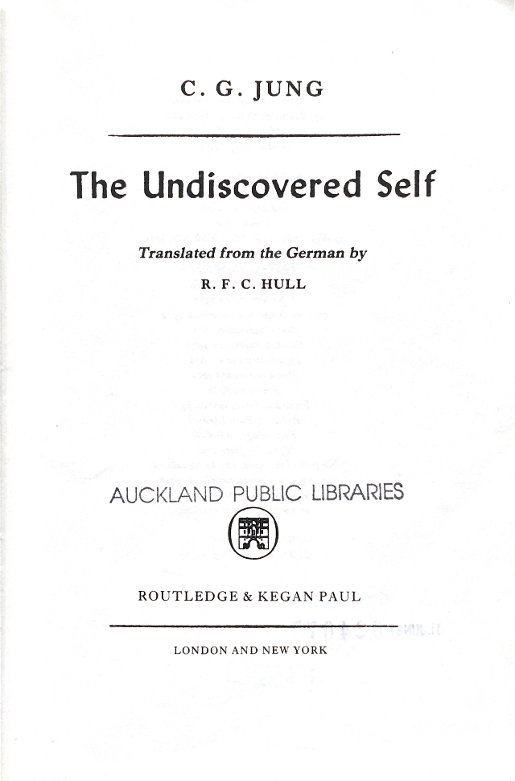 C. G. JUNG
The Undiscovered Self
Translated from the German by
R. F. C. HULL
AUCKLAND PUBLIC LIBRARIES
ROUTLEDGE & KEGAN PAUL
LONDON AND NEW YORK